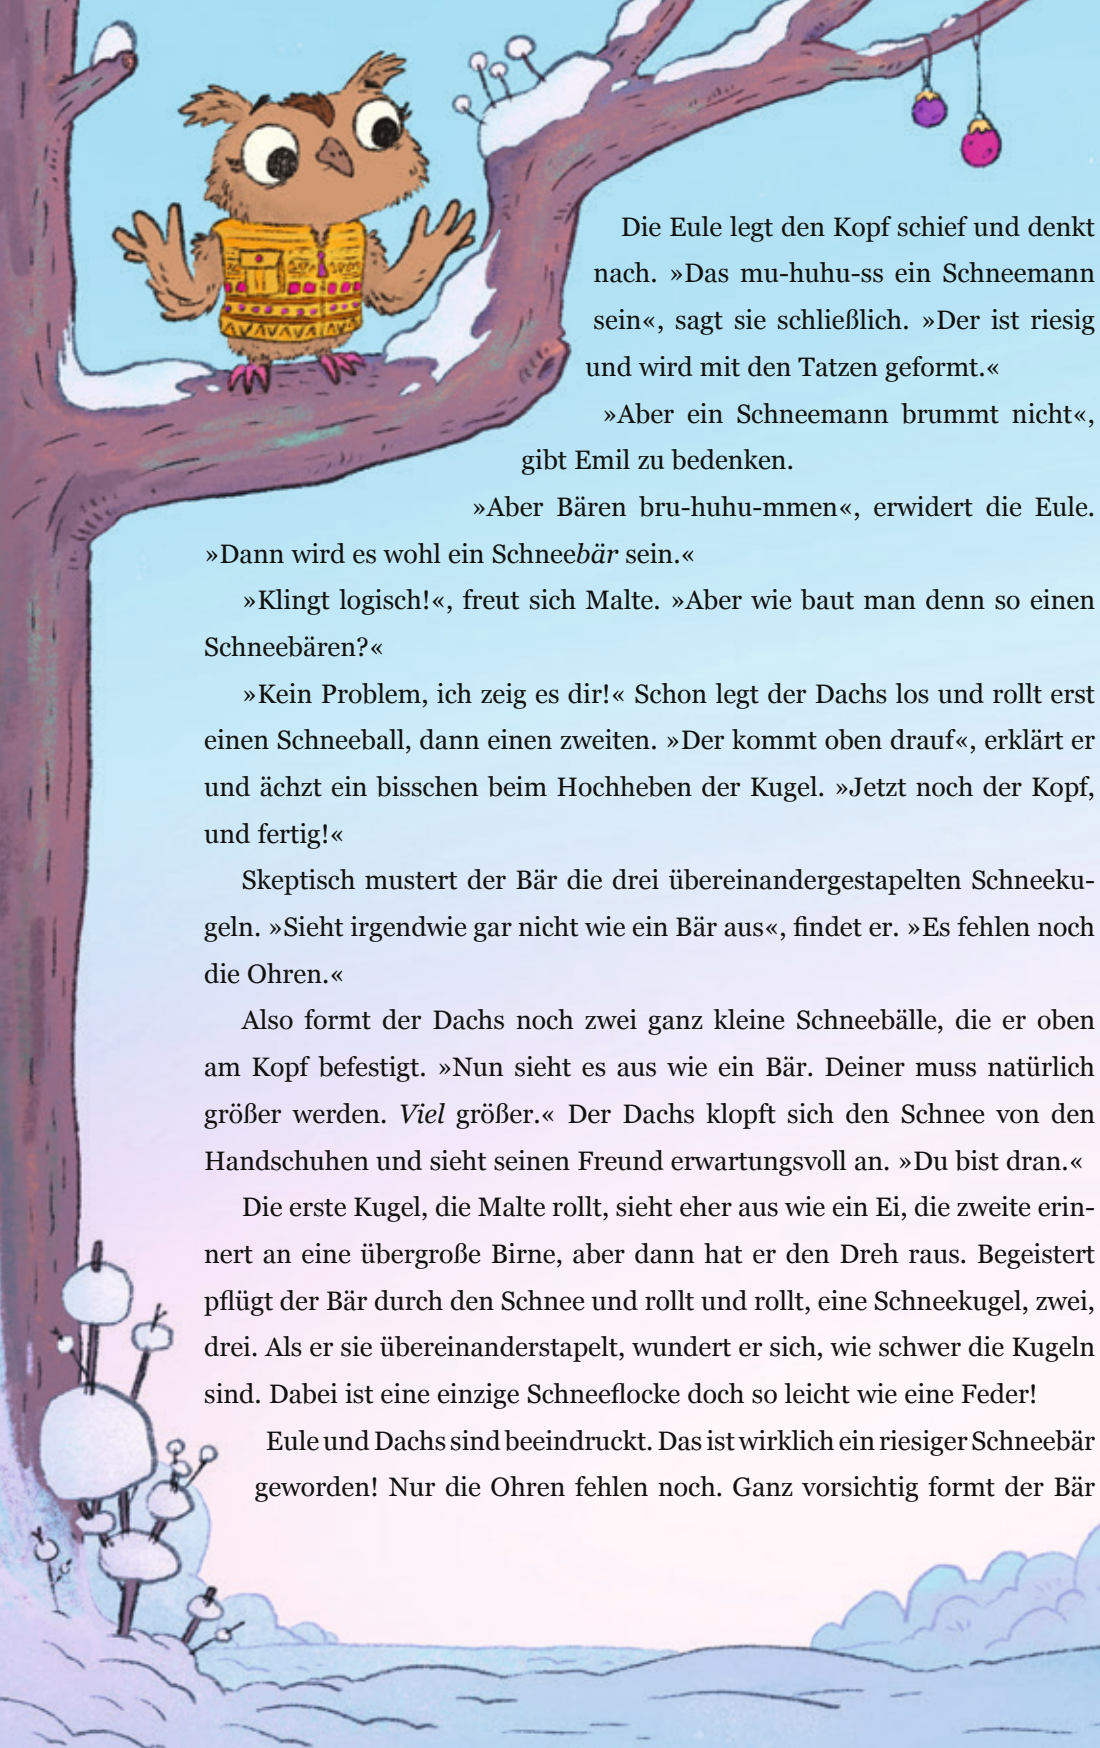 Die Eule legt den Kopf schief und denkt
nach. »Das mu-huhu-ss ein Schneemann
sein«, sagt sie schließlich. »Der ist riesig
und wird mit den Tatzen geformt.«
»Aber ein Schneemann brummt nicht«,
gibt Emil zu bedenken.
»Aber Bären bru-huhu-mmen«, erwidert die Eule.
»Dann wird es wohl ein Schneebär sein.«
»Klingt logisch!«, freut sich Malte. »Aber wie baut man denn so einen
Schneebären?«
»Kein Problem, ich zeig es dir!« Schon legt der Dachs los und rollt erst
einen Schneeball, dann einen zweiten. »Der kommt oben drauf«, erklärt er
und ächzt ein bisschen beim Hochheben der Kugel. »Jetzt noch der Kopf,
und fertig!«
Skeptisch mustert der Bär die drei übereinandergestapelten Schneeku-
geln. »Sieht irgendwie gar nicht wie ein Bär aus«, findet er. »Es fehlen noch
die Ohren.«
Also formt der Dachs noch zwei ganz kleine Schneebälle, die er oben
am Kopf befestigt. »Nun sieht es aus wie ein Bär. Deiner muss natürlich
größer werden. Viel größer.« Der Dachs klopft sich den Schnee von den
Handschuhen und sieht seinen Freund erwartungsvoll an. »Du bist dran.«
Die erste Kugel, die Malte rollt, sieht eher aus wie ein Ei, die zweite erin-
nert an eine übergroße Birne, aber dann hat er den Dreh raus. Begeistert
pflügt der Bär durch den Schnee und rollt und rollt, eine Schneekugel, zwei,
drei. Als er sie übereinanderstapelt, wundert er sich, wie schwer die Kugeln
sind. Dabei ist eine einzige Schneeflocke doch so leicht wie eine Feder!
Eule und Dachs sind beeindruckt. Das ist wirklich ein riesiger Schneebär
geworden! Nur die Ohren fehlen noch. Ganz vorsichtig formt der Bär